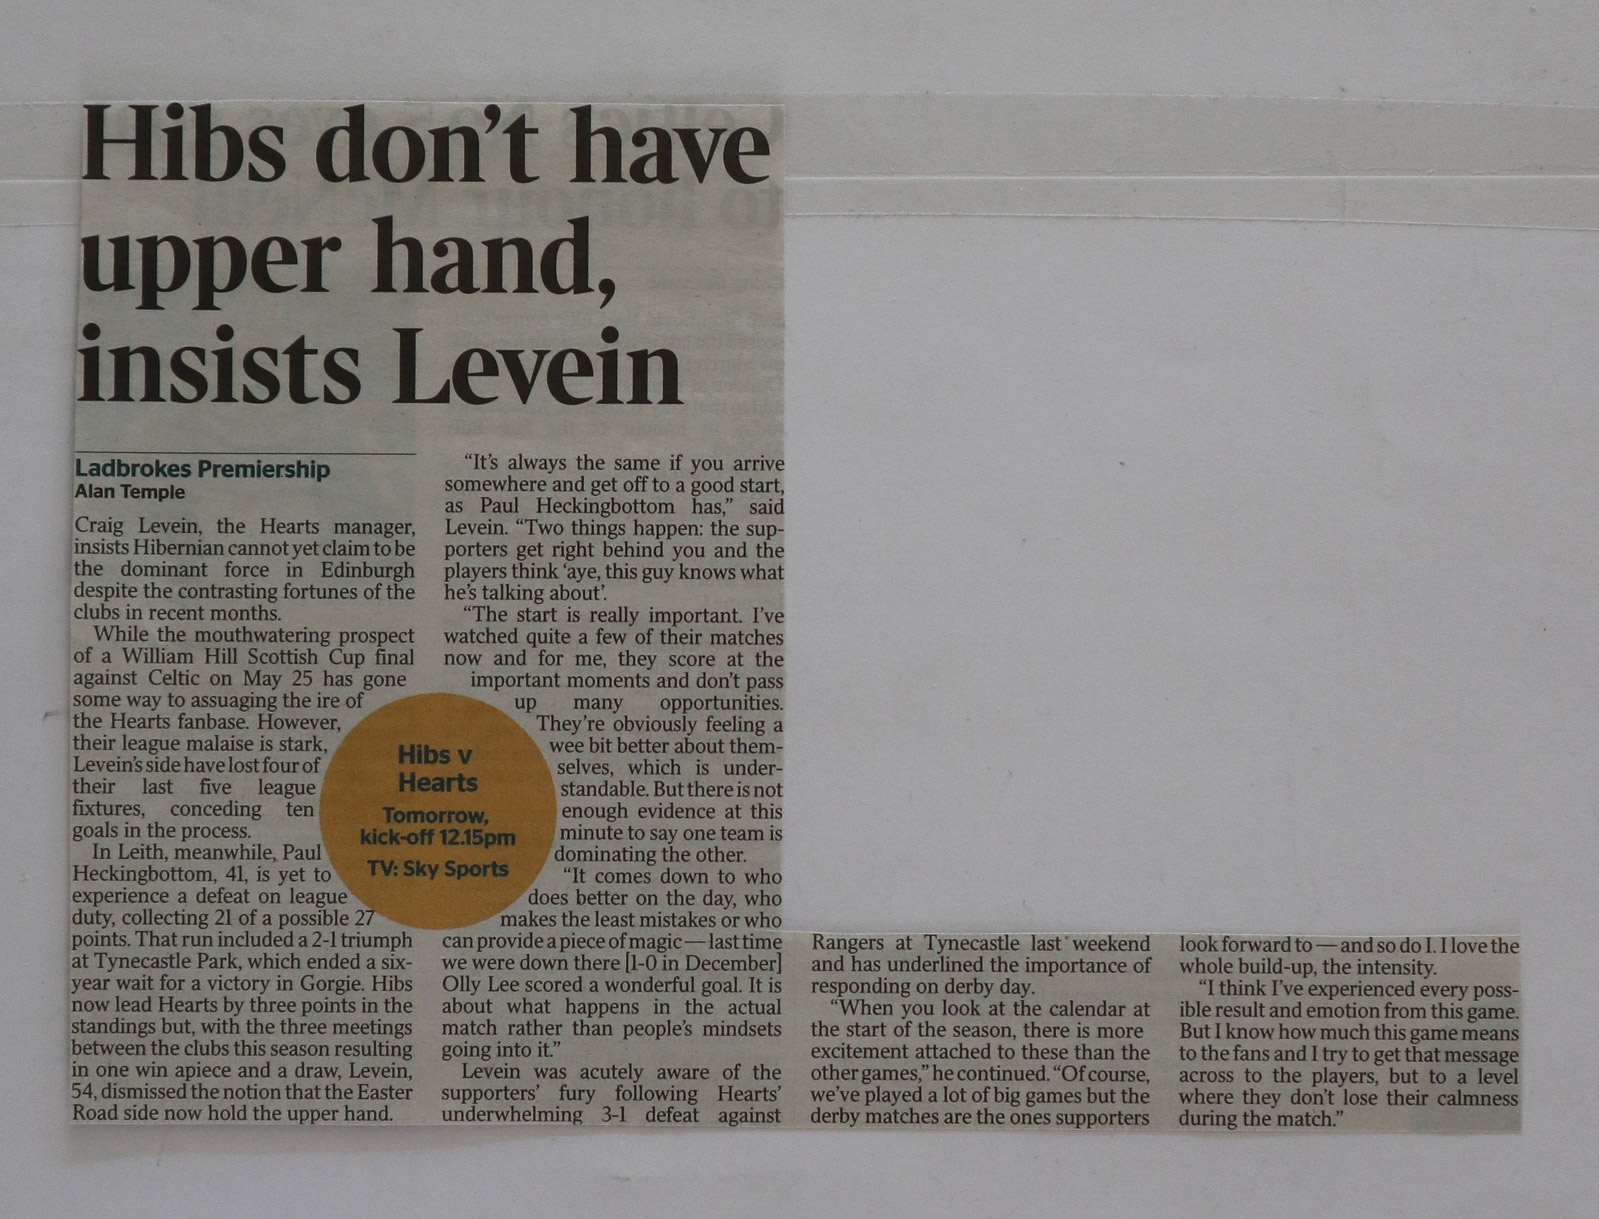 Hibs don't have
upper hand,
insists Levein
Ladbrokes Premiership
Alan Temple
Craig Levein, the Hearts manager,
insists Hibernian cannot yet claim to be
the dominant force in Edinburgh
despite the contrasting fortunes of the
clubs in recent months.
While the mouthwatering prospect
of a William Hill Scottish Cup final
against Celtic on May 25 has gone
some way to assuaging the ire of
the Hearts fanbase. However,
their league malaise is stark,
Levein's side have lost four of
their last five league
fixtures, conceding ten
goals in the process.
In Leith, meanwhile, Paul
Heckingbottom, 41, is yet to
experience a defeat on league
duty, collecting 21 of a possible 27
points. That run included a 2-1 triumph
at Tynecastle Park, which ended a six-
year wait for a victory in Gorgie. Hibs
now lead Hearts by three points in the
standings but, with the three meetings
between the clubs this season resulting
in one win apiece and a draw, Levein,
54, dismissed the notion that the Easter
Road side now hold the upper hand.
Hibs v
Hearts
Tomorrow,
kick-off 12.15pm
TV: Sky Sports
"It's always the same if you arrive
somewhere and get off to a good start,
as Paul Heckingbottom has," said
Levein. "Two things happen: the sup-
porters get right behind you and the
players think 'aye, this guy knows what
he's talking about'.
"The start is really important. I've
watched quite a few of their matches
now and for me, they score at the
important moments and don't pass
up many opportunities.
They're obviously feeling a
wee bit better about them-
selves, which is under-
standable. But there is not
enough evidence at this
minute to say one team is
dominating the other.
"It comes down to who
does better on the day, who
makes the least mistakes or who
can provide a piece of magic — last time
we were down there [1-0 in December]
Olly Lee scored a wonderful goal. It is
about what happens in the actual
match rather than people's mindsets
going into it."
Levein was acutely aware of the
supporters' fury following Hearts'
underwhelming 3-1 defeat against
Rangers at Tynecastle last weekend
and has underlined the importance of
responding on derby day.
"When you look at the calendar at
the start of the season, there is more
excitement attached to these than the
other games," he continued. "Of course,
we've played a lot of big games but the
derby matches are the ones supporters
look forward to — and so do I. I love the
whole build-up, the intensity.
"I think I've experienced every poss-
ible result and emotion from this game.
But I know how much this game means
to the fans and I try to get that message
across to the players, but to a level
where they don't lose their calmness
during the match."